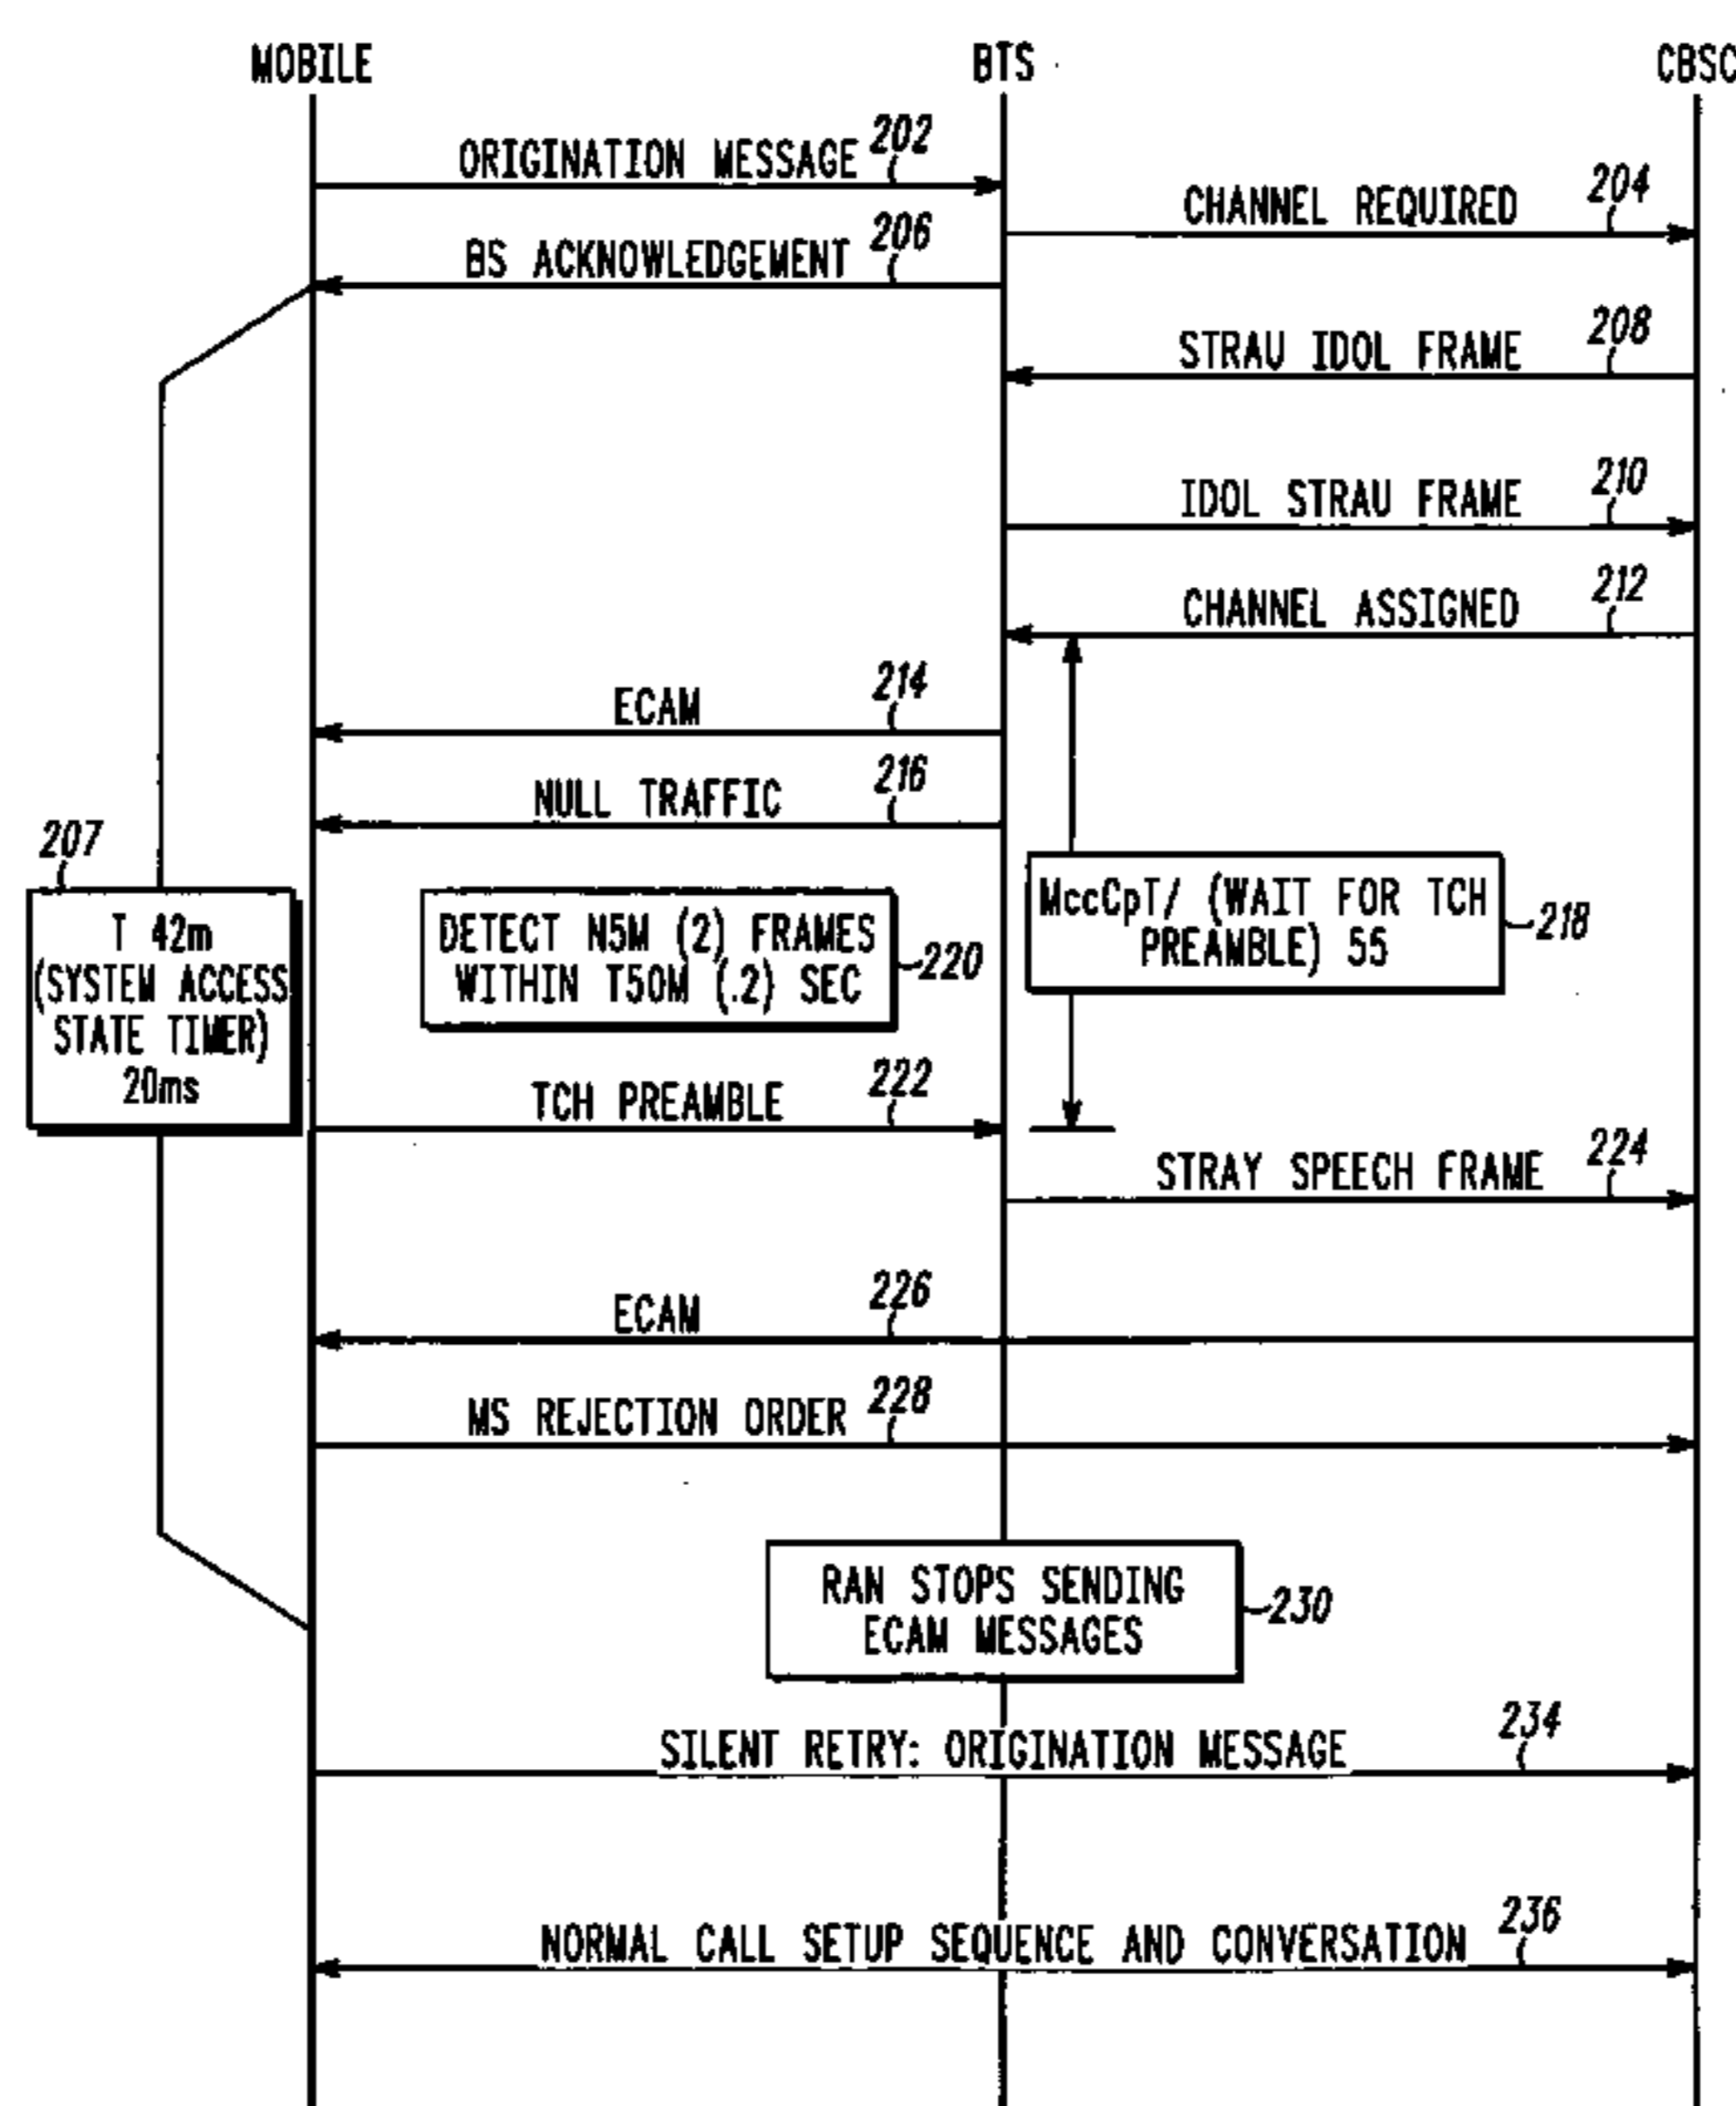 MOBILE
BTS
CBSC
ORIGINATION MESSAGE 202
CHANNEL REQUIRED 204
BS ACKNOWLEDGEMENT 206
STRAU IDOL FRAME 208
IDOL STRAU FRAME 210
CHANNEL ASSIGNED 212
ECAM 214
NULL TRAFFIC 216
207
T 42m
(SYSTEM ACCESS
STATE TIMER)
20ms
DETECT N5M (2) FRAMES
WITHIN T50M (.2) SEC
220
MccCpT/ (WAIT FOR TCH
PREAMBLE) 55
218
TCH PREAMBLE 222
STRAY SPEECH FRAME 224
ECAM 226
MS REJECTION ORDER 228
RAN STOPS SENDING
ECAM MESSAGES
230
SILENT RETRY: ORIGINATION MESSAGE 234
NORMAL CALL SETUP SEQUENCE AND CONVERSATION 236